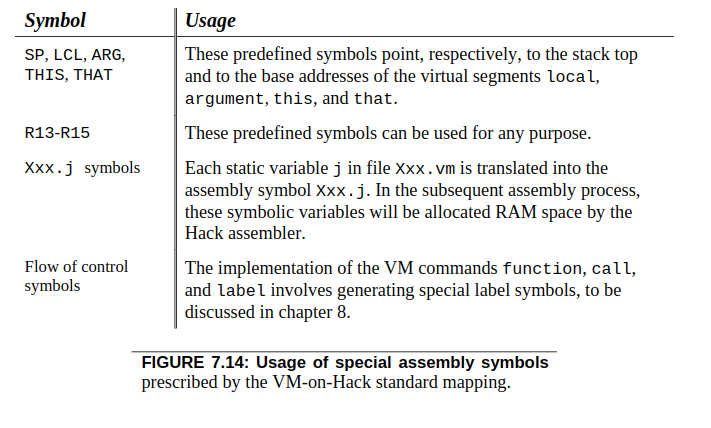 Symbol Usage
SP, LCL, ARG, These predefined symbols point, respectively, to the stack top
THIS, THAT and to the base addresses of the virtual segments local,
argument, this, and that.
R13-R15 These predefined symbols can be used for any purpose.
Xxx.j symbols Each static variable j in file Xxx.vm is translated into the
assembly symbol Xxx.j. In the subsequent assembly process,
these symbolic variables will be allocated RAM space by the
Hack assembler.
Flow of control The implementation of the VM commands function, call,
symbols and label involves generating special label symbols, to be
discussed in chapter 8.
FIGURE 7.14: Usage of special assembly symbols
prescribed by the VM-on-Hack standard mapping.